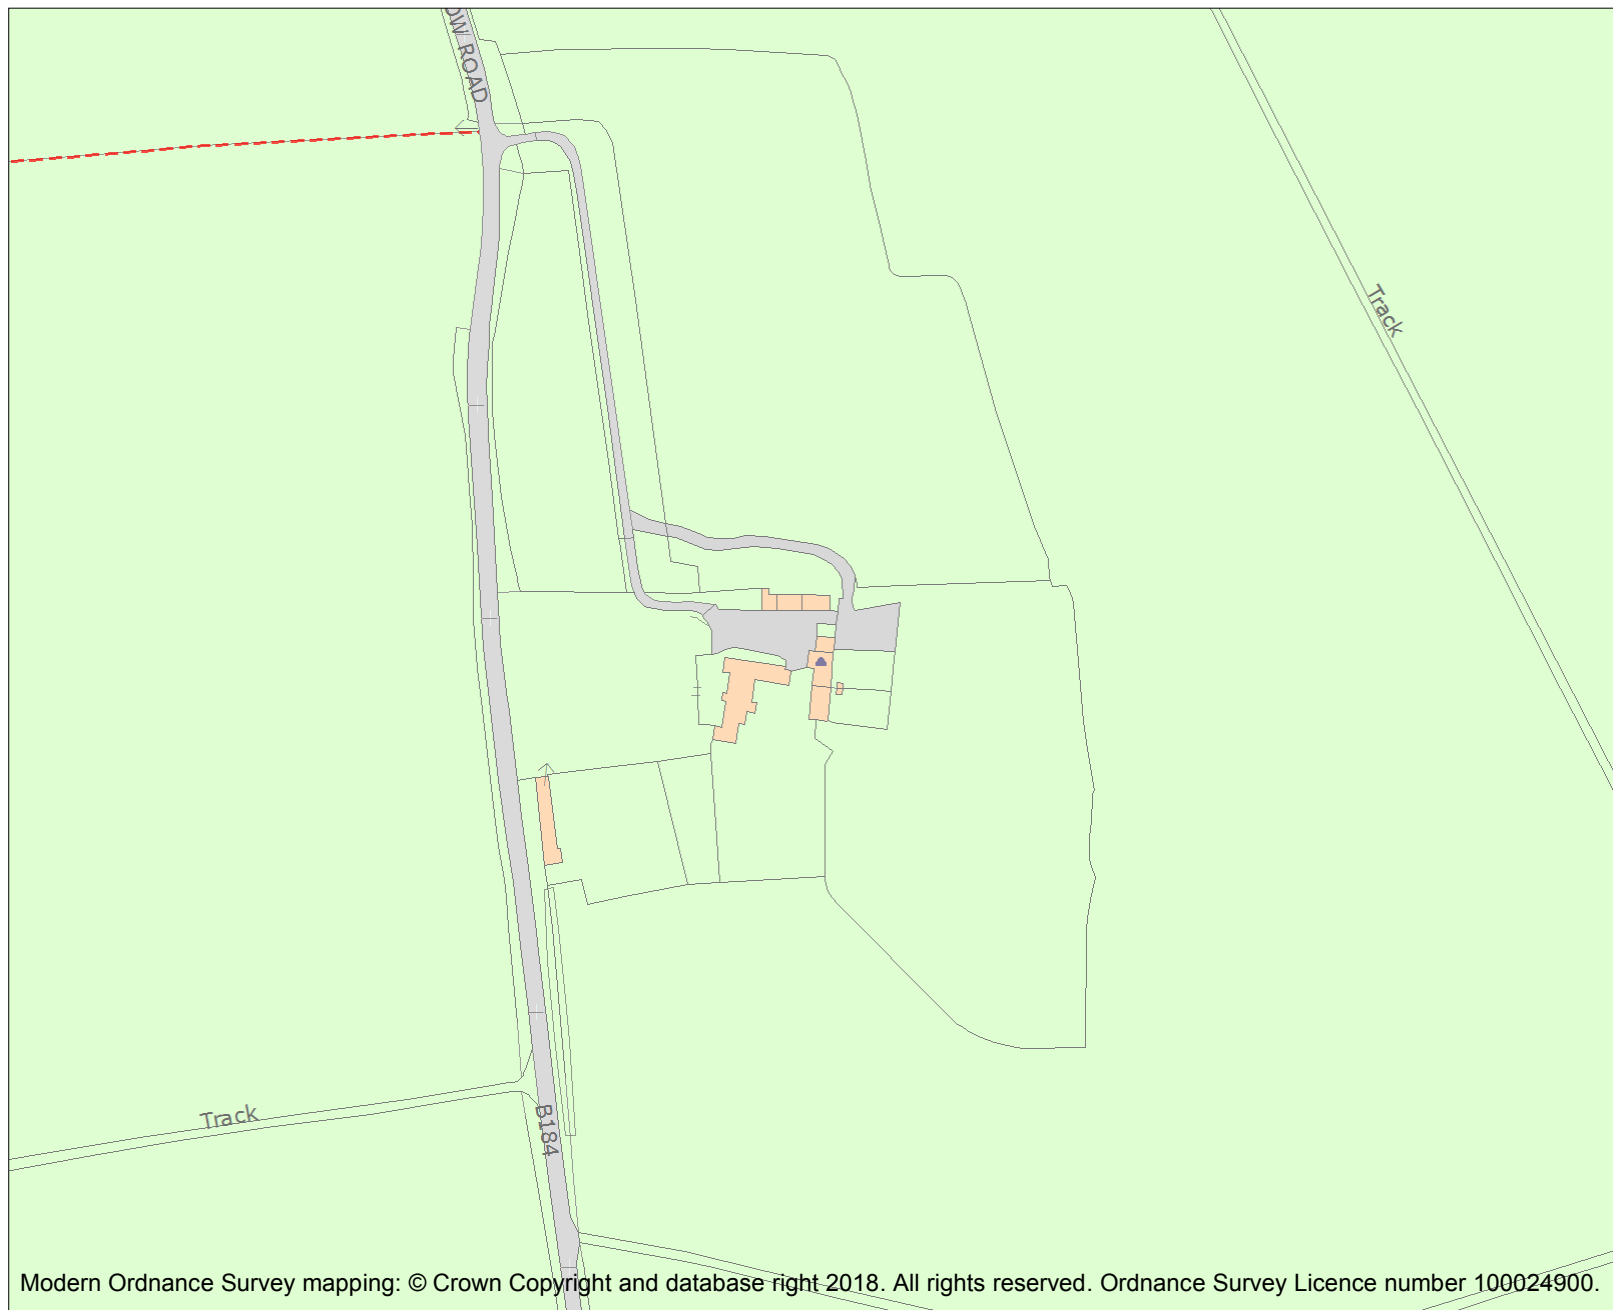 ROAD
Track
Track
B184
Modern Ordnance Survey mapping: © Crown Copyright and database right 2018. All rights reserved. Ordnance Survey Licence number 100024900.